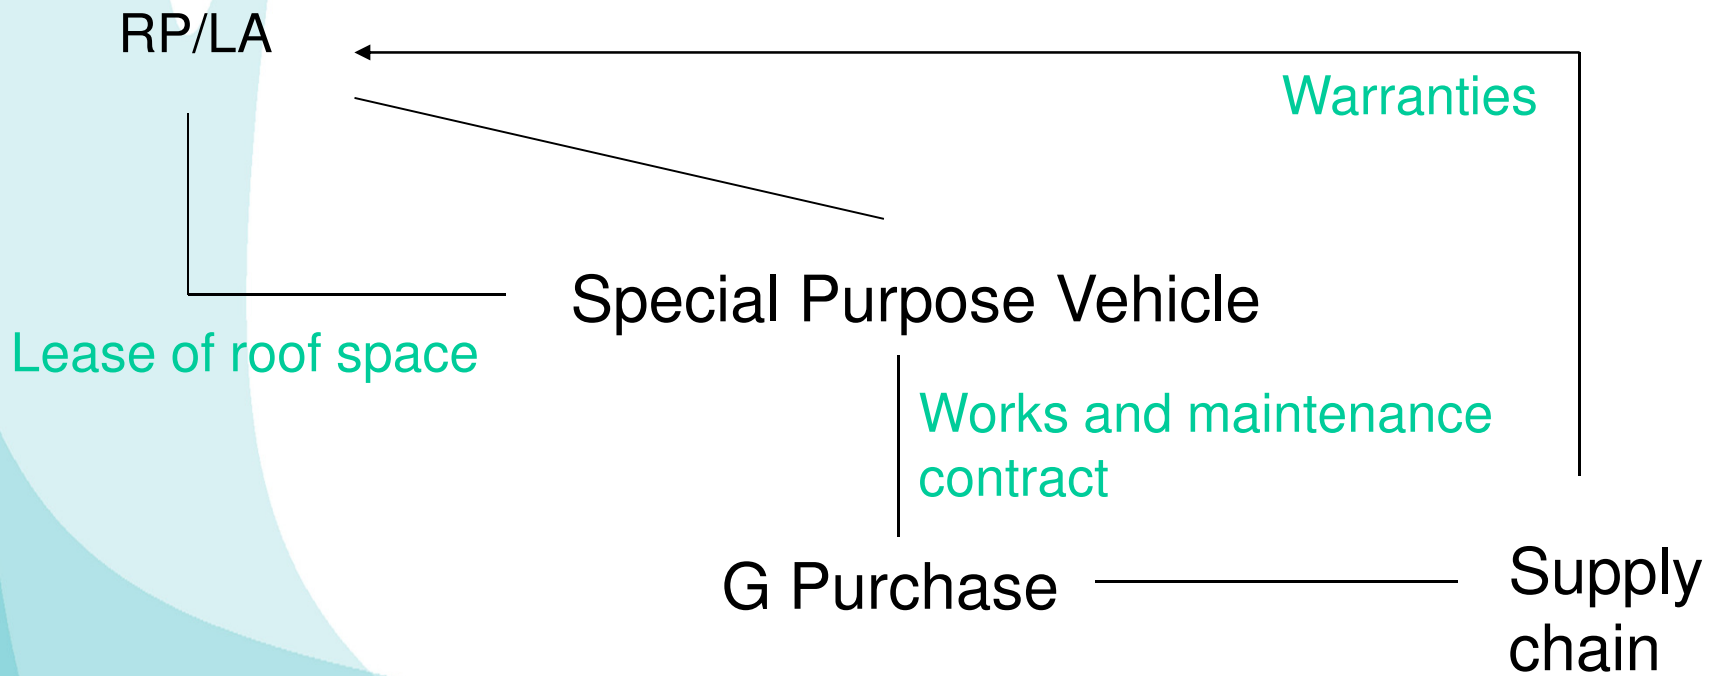 RP/LA
Warranties
Special Purpose Vehicle
Lease of roof space
Works and maintenance
contract
G Purchase
Supply
chain